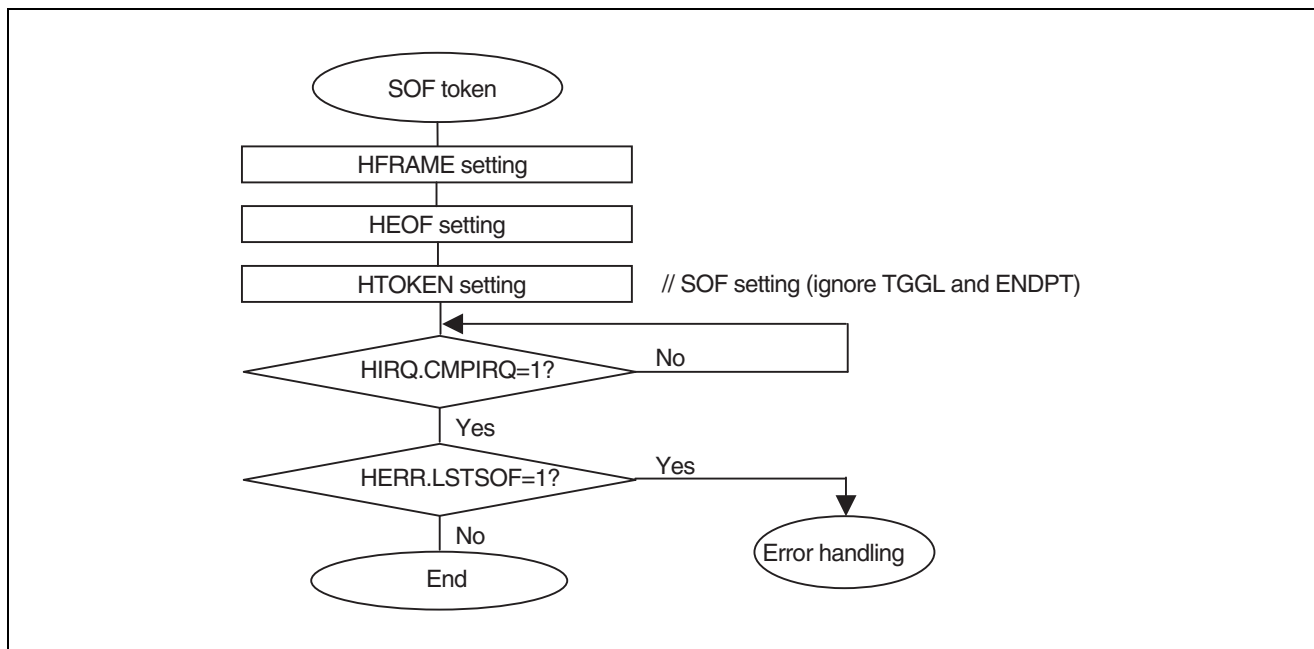 SOF token
HFRAME setting
HEOF setting
HTOKEN setting
// SOF setting (ignore TGGL and ENDPT)
HIRQ.CMPIRQ=1?
No
Yes
HERR.LSTSOF=1?
Yes
No
Error handling
End